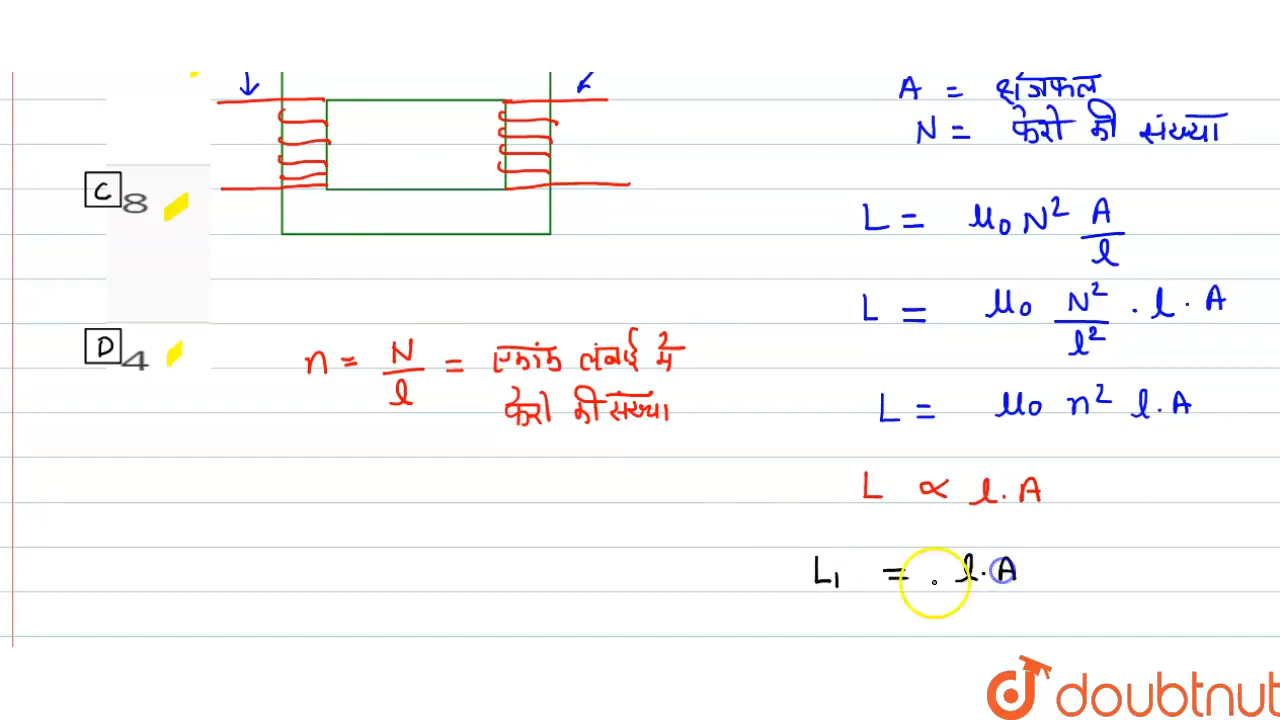 A = क्षेत्रफल
N = फेरो की संख्या
C 8
L = μ₀ N² A/l
L = μ₀ N²/l² · l · A
D 4
n = N/l = एकांक लंबाई में
फेरो की संख्या
L = μ₀ n² l . A
L ∝ l . A
L₁ = . l . A
doubtnut